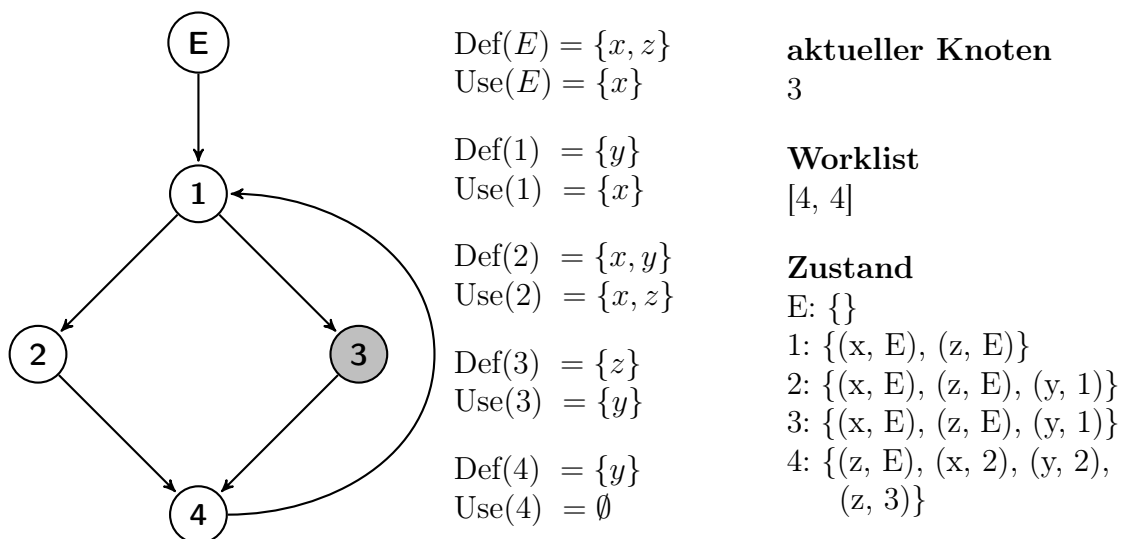 E
1
2
3
4
Def(E) = {x, z}
Use(E) = {x}
Def(1) = {y}
Use(1) = {x}
Def(2) = {x, y}
Use(2) = {x, z}
Def(3) = {z}
Use(3) = {y}
Def(4) = {y}
Use(4) = ∅
aktueller Knoten
3
Worklist
[4, 4]
Zustand
E: {}
1: {(x, E), (z, E)}
2: {(x, E), (z, E), (y, 1)}
3: {(x, E), (z, E), (y, 1)}
4: {(z, E), (x, 2), (y, 2),
(z, 3)}